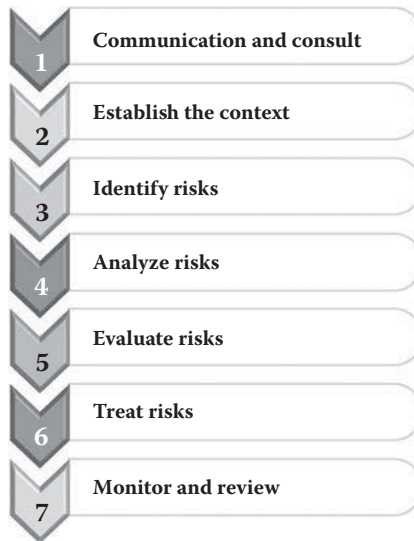 1 Communication and consult
2 Establish the context
3 Identify risks
4 Analyze risks
5 Evaluate risks
6 Treat risks
7 Monitor and review